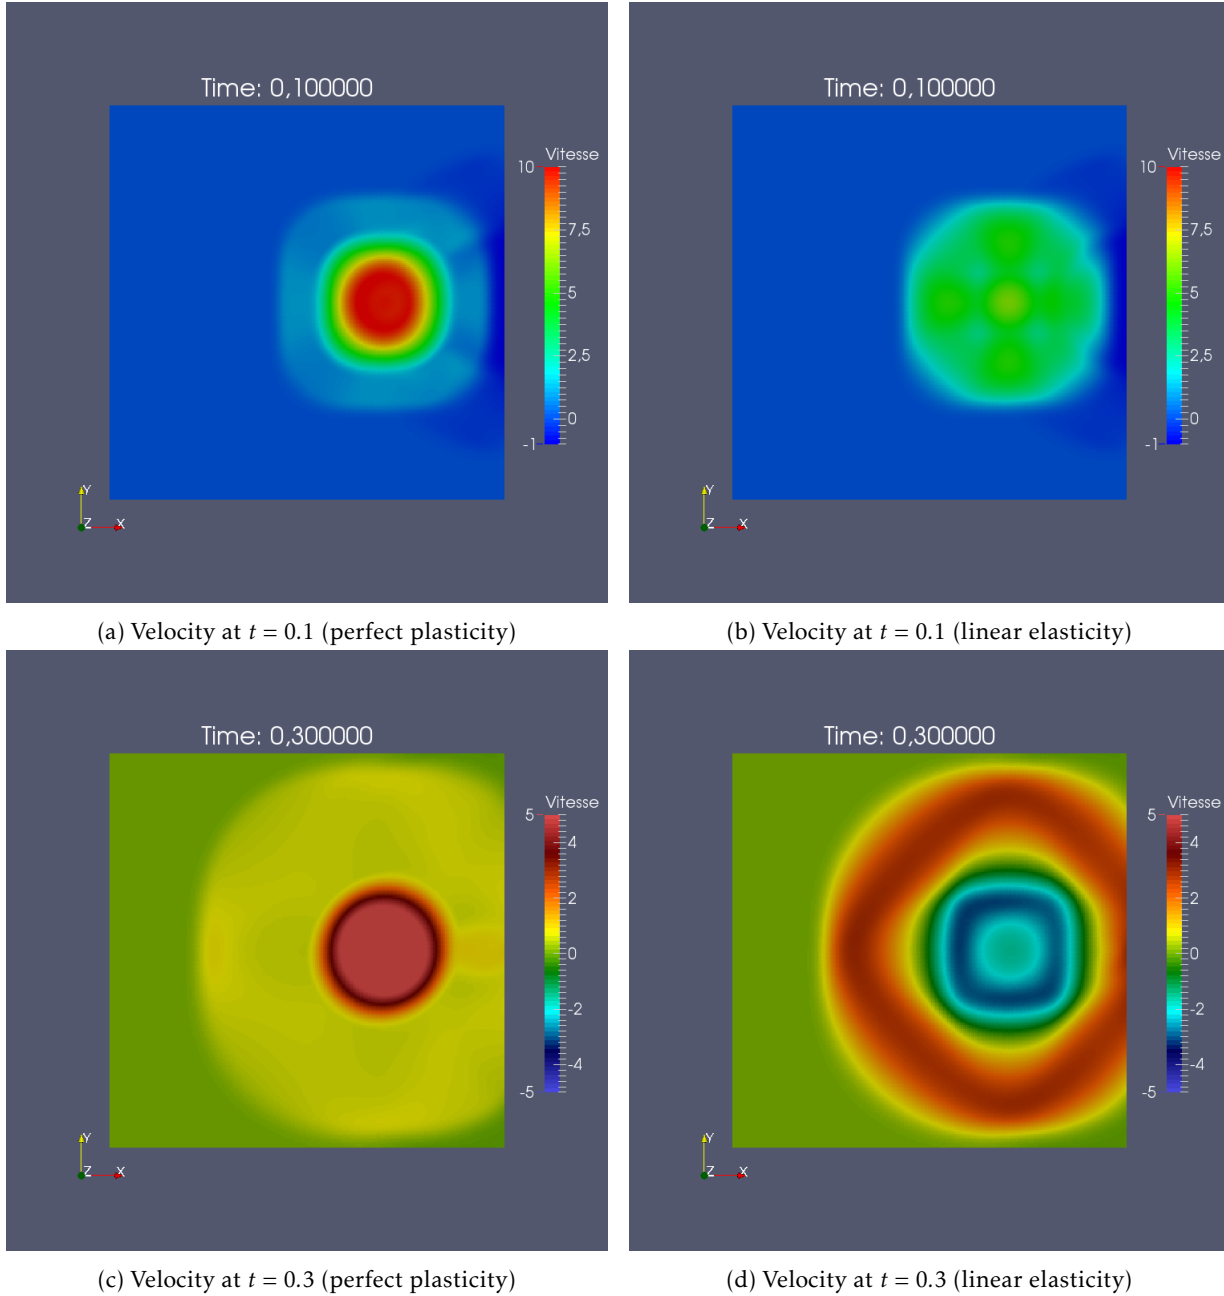 Time: 0,100000
Vitesse
10
7,5
5
2,5
0
-1
Y
Z X
(a) Velocity at t = 0.1 (perfect plasticity)
Time: 0,100000
Vitesse
10
7,5
5
2,5
0
-1
Y
Z X
(b) Velocity at t = 0.1 (linear elasticity)
Time: 0,300000
Vitesse
5
4
2
0
-2
-4
-5
Y
Z X
(c) Velocity at t = 0.3 (perfect plasticity)
Time: 0,300000
Vitesse
5
4
2
0
-2
-4
-5
Y
Z X
(d) Velocity at t = 0.3 (linear elasticity)